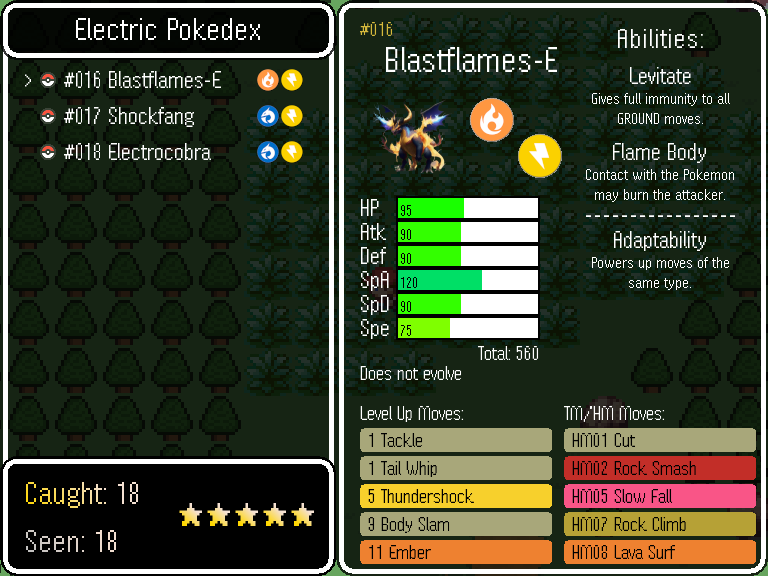 Electric Pokedex
> #016 Blastflames-E
#017 Shockfang
#018 Electrocobra
Caught: 18
Seen: 18
#016
Blastflames-E
HP 95
Atk 90
Def 90
SpA 120
SpD 90
Spe 75
Total: 560
Does not evolve
Abilities:
Levitate
Gives full immunity to all
GROUND moves.
Flame Body
Contact with the Pokemon
may burn the attacker.
Adaptability
Powers up moves of the
same type.
Level Up Moves:
1 Tackle
1 Tail Whip
5 Thundershock
9 Body Slam
11 Ember
TM/HM Moves:
HM01 Cut
HM02 Rock Smash
HM05 Slow Fall
HM07 Rock Climb
HM08 Lava Surf